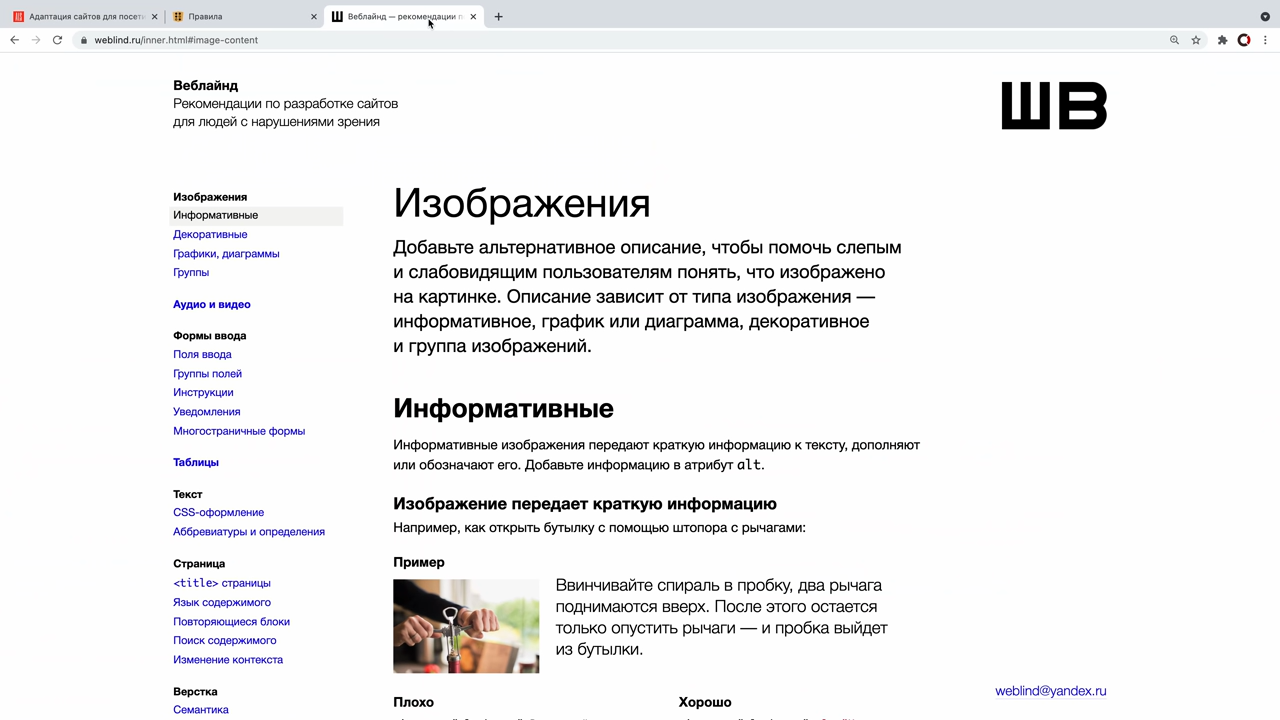 Адаптация сайтов для посети
Правила
Веблайнд — рекомендации п
weblind.ru/inner.html#image-content
Веблайнд
Рекомендации по разработке сайтов
для людей с нарушениями зрения
ШВ
Изображения
Информативные
Декоративные
Графики, диаграммы
Группы
Аудио и видео
Формы ввода
Поля ввода
Группы полей
Инструкции
Уведомления
Многостраничные формы
Таблицы
Текст
CSS-оформление
Аббревиатуры и определения
Страница
<title> страницы
Язык содержимого
Повторяющиеся блоки
Поиск содержимого
Изменение контекста
Верстка
Семантика
Изображения
Добавьте альтернативное описание, чтобы помочь слепым
и слабовидящим пользователям понять, что изображено
на картинке. Описание зависит от типа изображения —
информативное, график или диаграмма, декоративное
и группа изображений.
Информативные
Информативные изображения передают краткую информацию к тексту, дополняют
или обозначают его. Добавьте информацию в атрибут alt.
Изображение передает краткую информацию
Например, как открыть бутылку с помощью штопора с рычагами:
Пример
Ввинчивайте спираль в пробку, два рычага
поднимаются вверх. После этого остается
только опустить рычаги — и пробка выйдет
из бутылки.
Плохо
Хорошо
weblind@yandex.ru